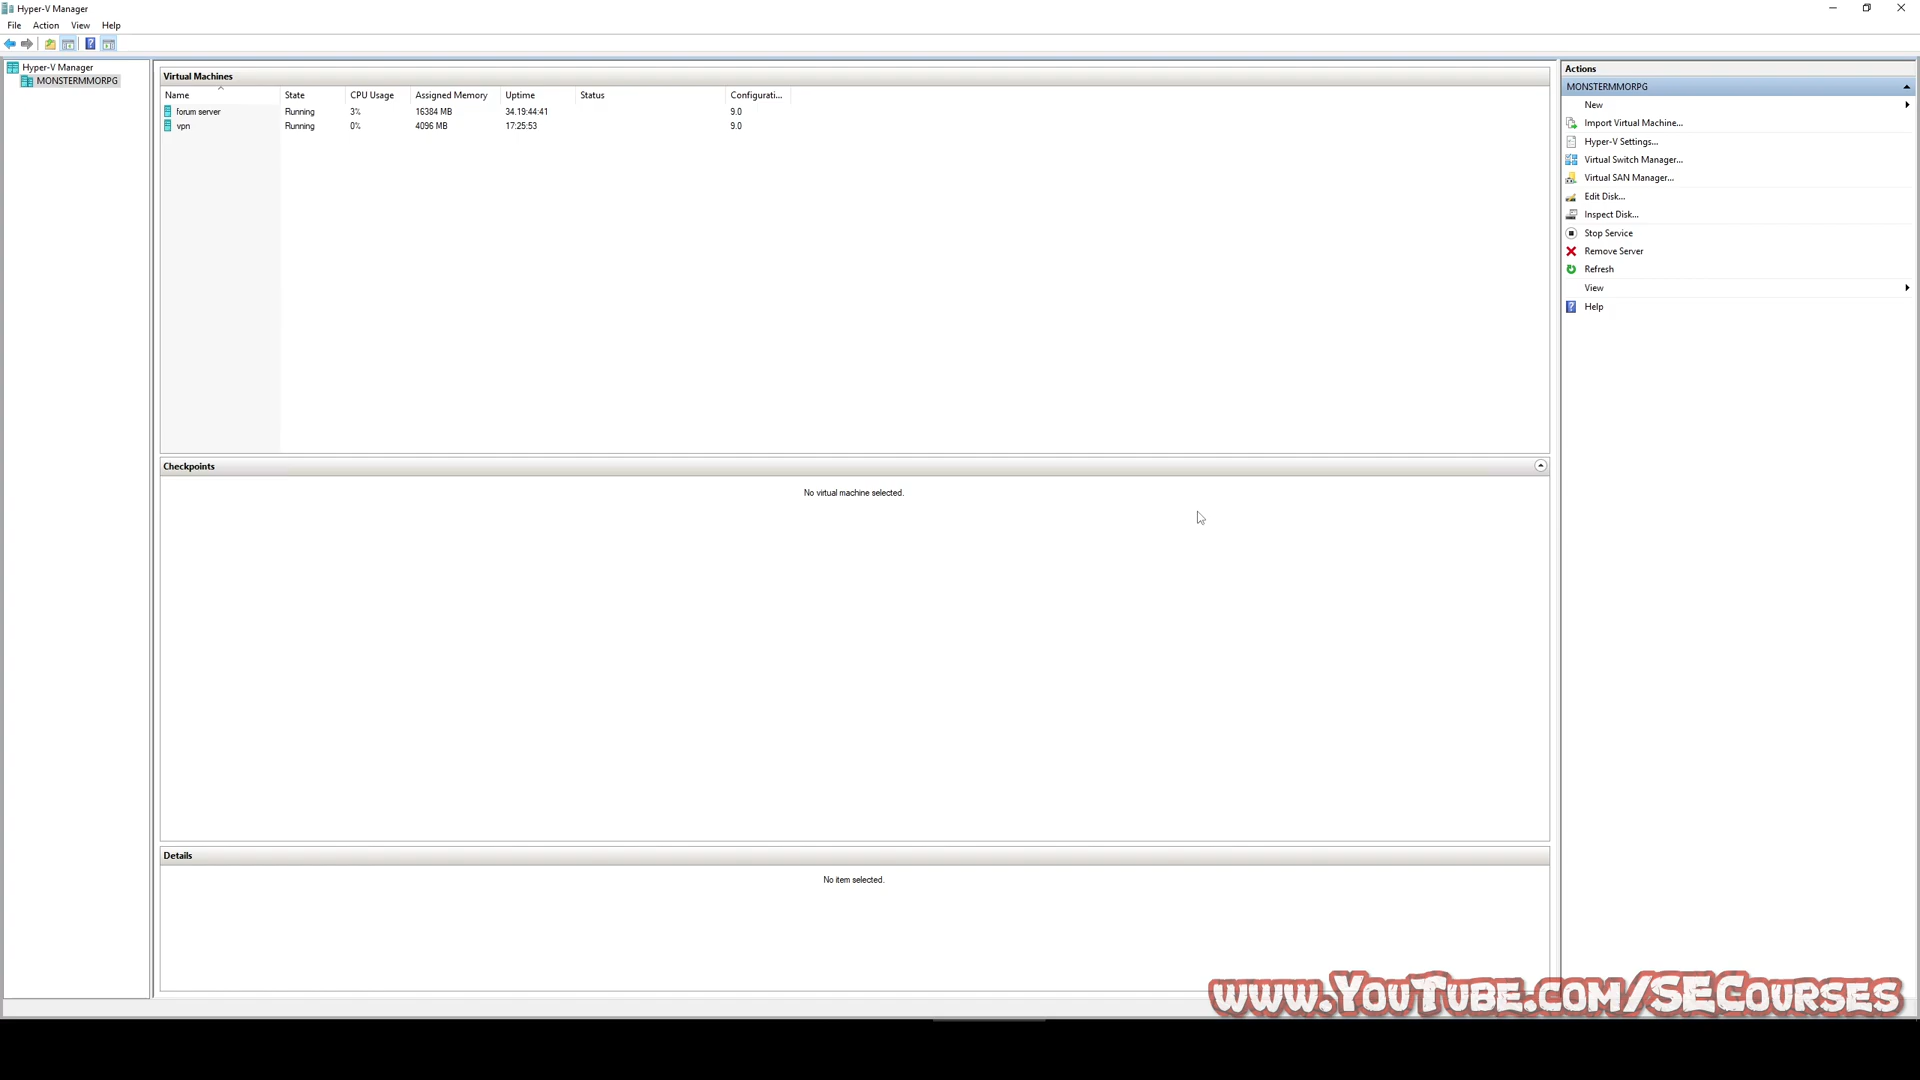 Hyper-V Manager
File Action View Help
Hyper-V Manager
MONSTERMMORPG
Virtual Machines
Name State CPU Usage Assigned Memory Uptime Status Configurati...
forum server Running 3% 16384 MB 34.19:44:41 9.0
vpn Running 0% 4096 MB 17:25:53 9.0
Checkpoints
No virtual machine selected.
Details
No item selected.
Actions
MONSTERMMORPG
New
Import Virtual Machine...
Hyper-V Settings...
Virtual Switch Manager...
Virtual SAN Manager...
Edit Disk...
Inspect Disk...
Stop Service
Remove Server
Refresh
View
Help
www.YouTube.com/SECourses